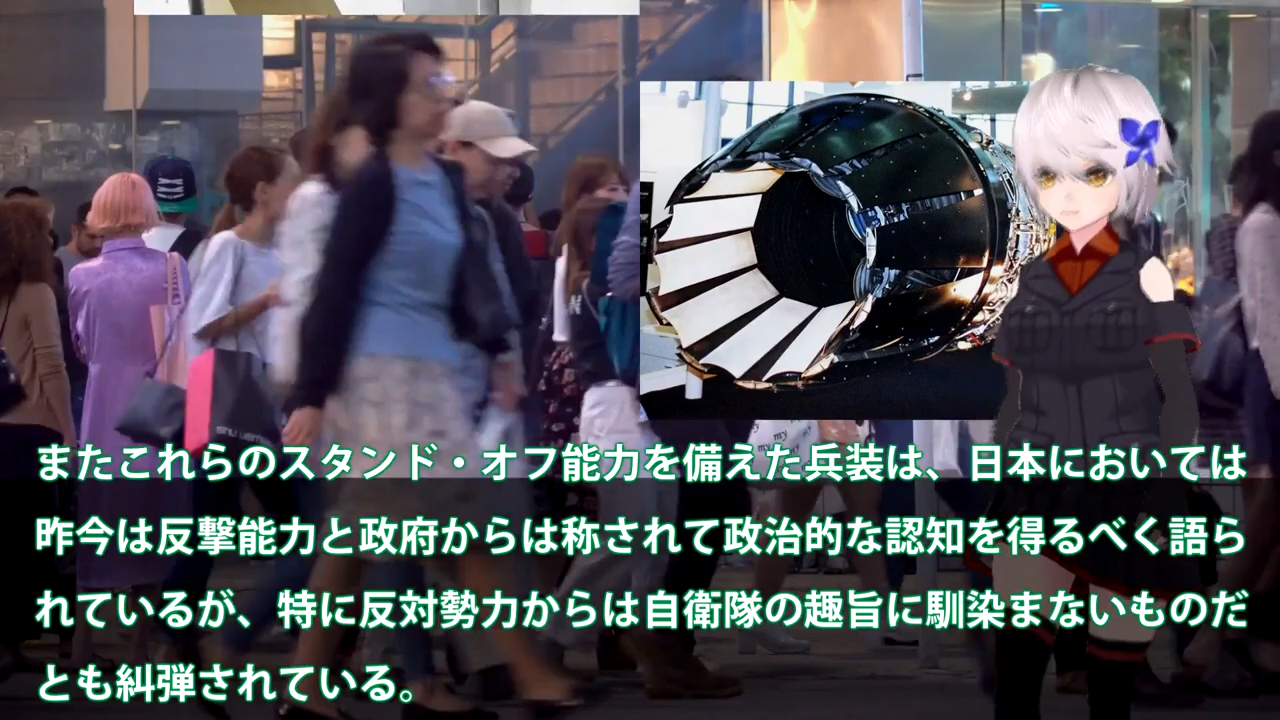 またこれらのスタンド・オフ能力を備えた兵装は、日本においては
昨今は反撃能力と政府からは称されて政治的な認知を得るべく語ら
れているが、特に反対勢力からは自衛隊の趣旨に馴染まないものだ
とも糾弾されている。